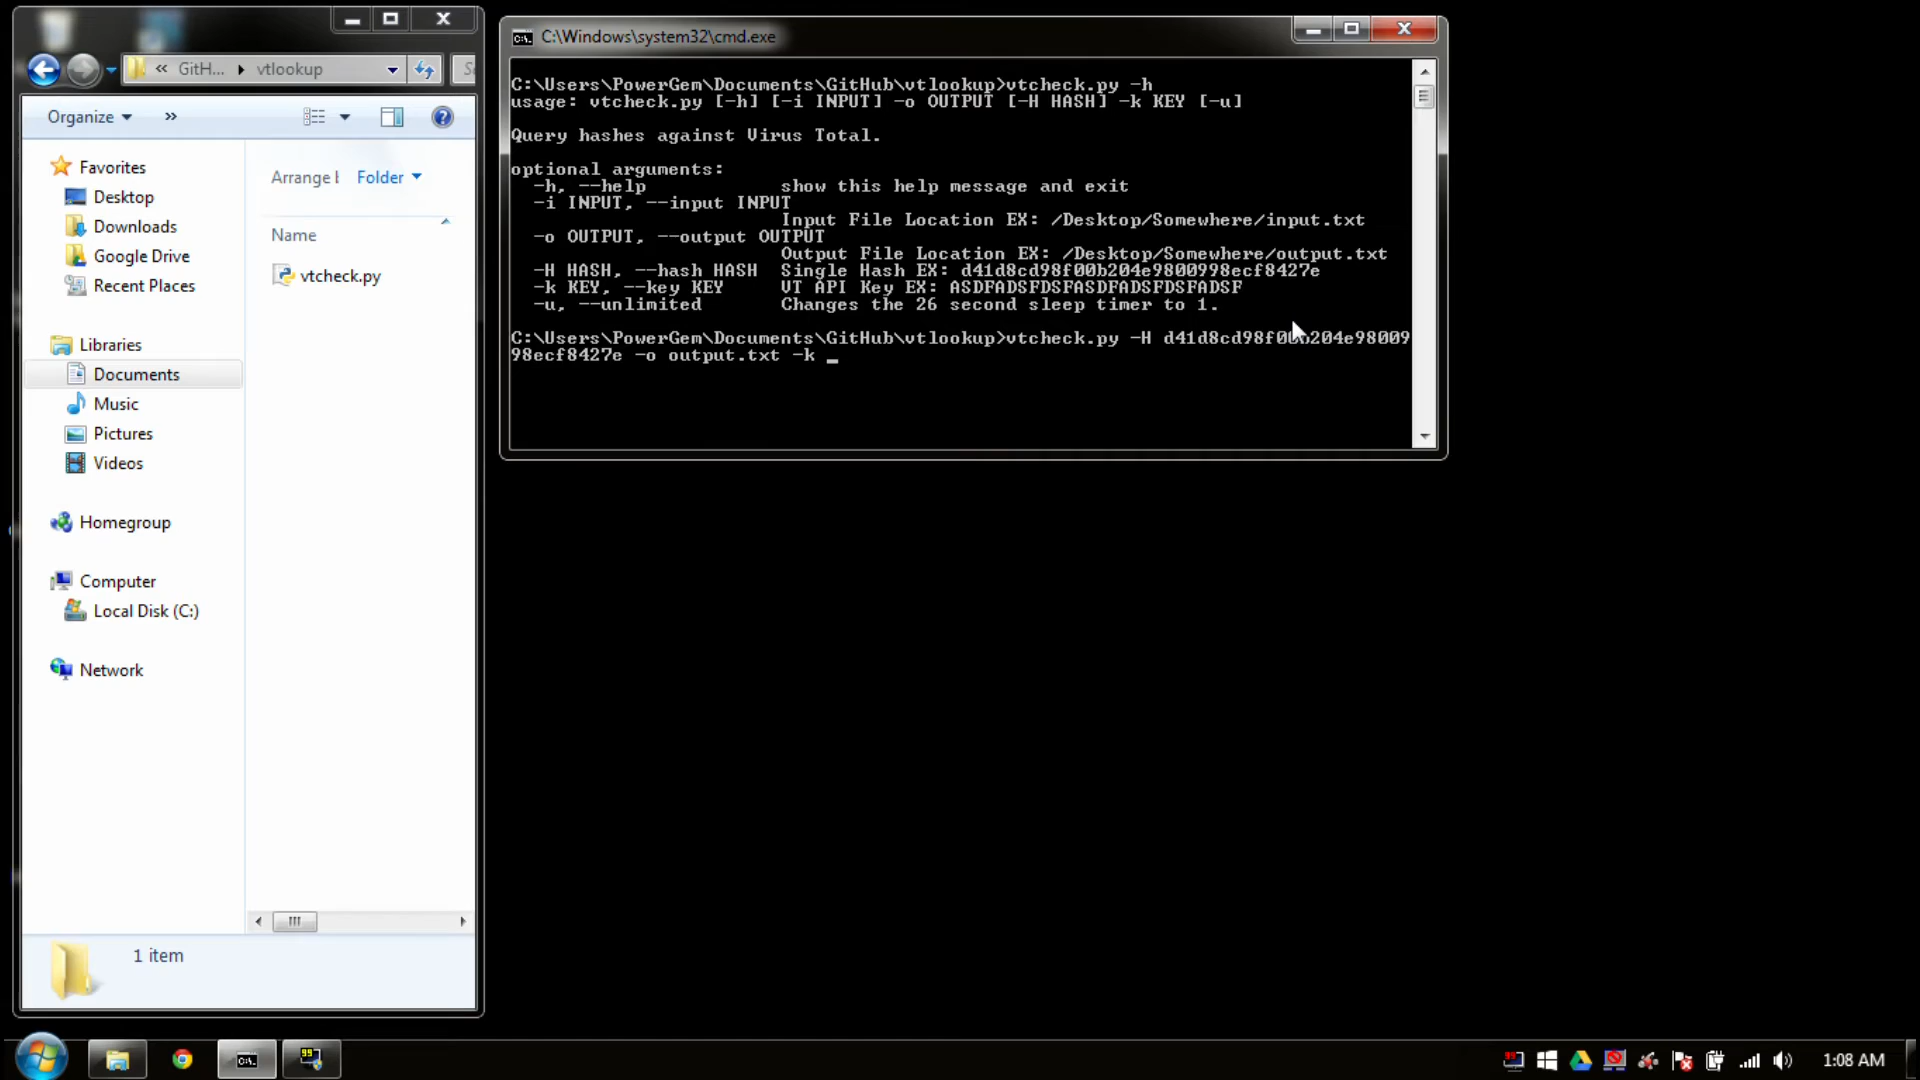 « GitH... vtlookup
Organize »
Favorites
Desktop
Downloads
Google Drive
Recent Places
Libraries
Documents
Music
Pictures
Videos
Homegroup
Computer
Local Disk (C:)
Network
Folder
Name
vtcheck.py
1 item
C:\Windows\system32\cmd.exe
C:\Users\PowerGem\Documents\GitHub\vtlookup>vtcheck.py -h
usage: vtcheck.py [-h] [-i INPUT] -o OUTPUT [-H HASH] -k KEY [-u]
Query hashes against Virus Total.
optional arguments:
-h, --help show this help message and exit
-i INPUT, --input INPUT
Input File Location EX: /Desktop/Somewhere/input.txt
-o OUTPUT, --output OUTPUT
Output File Location EX: /Desktop/Somewhere/output.txt
-H HASH, --hash HASH Single Hash EX: d41d8cd98f00b204e9800998ecf8427e
-k KEY, --key KEY VT API Key EX: ASDFADSFDSFASDFADSFDSFADSF
-u, --unlimited Changes the 26 second sleep timer to 1.
C:\Users\PowerGem\Documents\GitHub\vtlookup>vtcheck.py -H d41d8cd98f00b204e98009
98ecf8427e -o output.txt -k _
1:08 AM